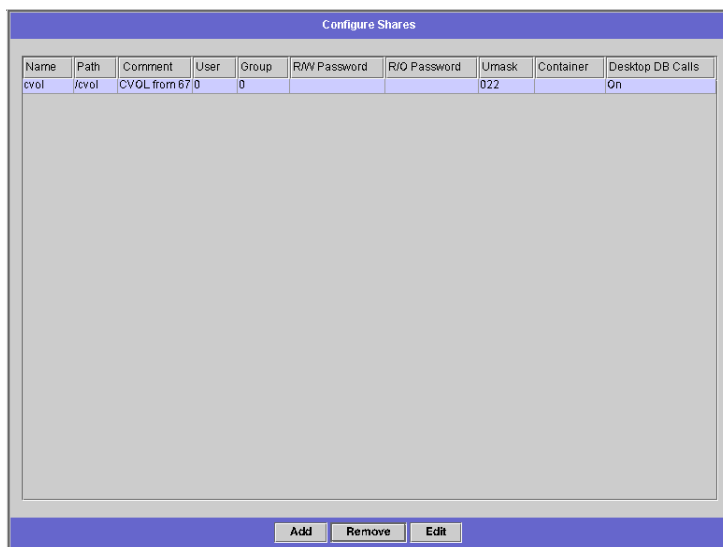 Configure Shares
Name Path Comment User Group R/W Password R/O Password Umask Container Desktop DB Calls
cvol /cvol CVOL from 67 0 0 022 On
Add Remove Edit